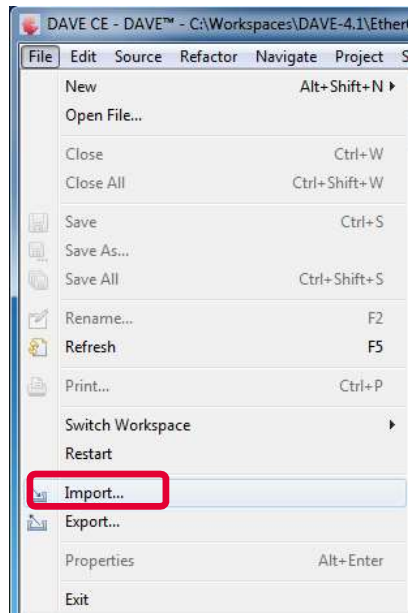 DAVE CE - DAVE™ - C:\Workspaces\DAVE-4.1\Ether
File Edit Source Refactor Navigate Project
New Alt+Shift+N
Open File...
Close Ctrl+W
Close All Ctrl+Shift+W
Save Ctrl+S
Save As...
Save All Ctrl+Shift+S
Rename... F2
Refresh F5
Print... Ctrl+P
Switch Workspace
Restart
Import...
Export...
Properties Alt+Enter
Exit